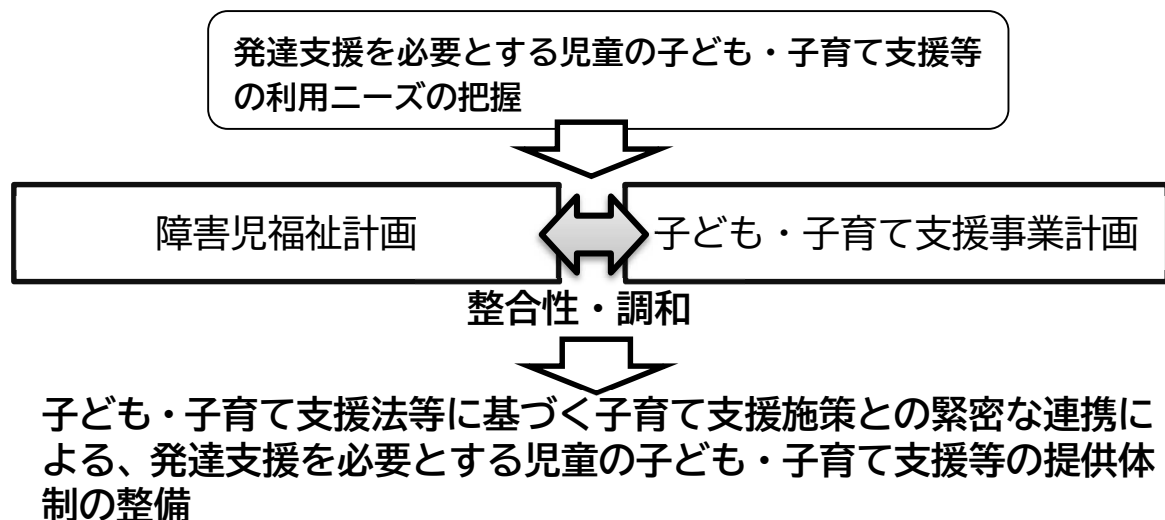 発達支援を必要とする児童の子ども・子育て支援等
の利用ニーズの把握
障害児福祉計画
子ども・子育て支援事業計画
整合性・調和
子ども・子育て支援法等に基づく子育て支援施策との緊密な連携に
よる、発達支援を必要とする児童の子ども・子育て支援等の提供体
制の整備